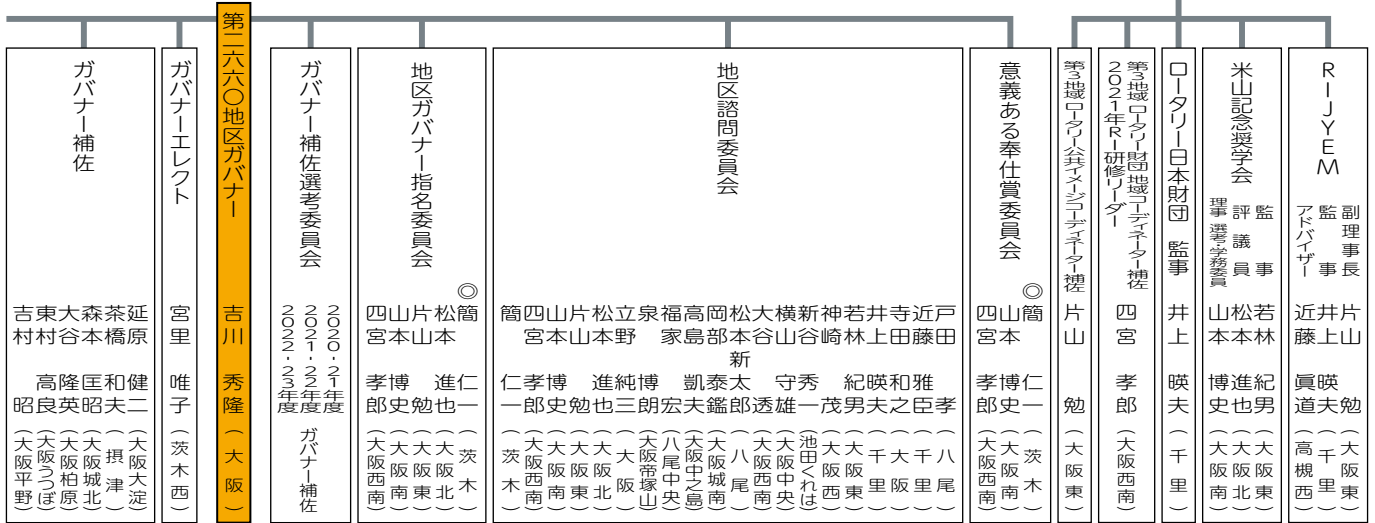 RIJYEM
副理事長 片山 勉（大阪東）
監事 井上 暎夫（千里）
アドバイザー 近藤 眞道（高槻西）
米山記念奨学会
監事 若林 紀男（大阪東）
評議員 松本 進也（大阪北）
理事 選考・学務委員 山本 博史（大阪南）
ロータリー日本財団 監事 井上 暎夫（千里）
第3地域 ロータリー財団 地域コーディネーター補佐
2021年RI研修リーダー 四宮 孝郎（大阪西南）
第3地域 ロータリー公共イメージコーディネーター補佐 片山 勉（大阪東）
意義ある奉仕賞委員会
◎簡 仁一（茨木）
山本 博史（大阪南）
四宮 孝郎（大阪西南）
地区諮問委員会
戸田 孝（八尾）
近藤 雅臣（千里）
寺田 和之（大阪）
井上 暎夫（千里）
若林 紀男（大阪東）
神崎 茂（大阪西）
新谷 秀一（池田くれは）
横山 守雄（大阪中央）
大谷 透（大阪西南）
松本 新太郎（八尾）
岡部 泰鑑（大阪城南）
高島 凱夫（大阪中之島）
福家 宏（八尾中央）
泉 博朗（大阪帝塚山）
立野 純三（大阪）
松本 進也（大阪北）
片山 勉（大阪東）
山本 博史（大阪南）
四宮 孝郎（大阪西南）
簡 仁一（茨木）
地区ガバナー指名委員会
◎簡 仁一（茨木）
松本 進也（大阪北）
片山 勉（大阪東）
山本 博史（大阪南）
四宮 孝郎（大阪西南）
ガバナー補佐選考委員会
2020-21年度
2021-22年度 ガバナー補佐
2022-23年度
第二六六〇地区ガバナー 吉川 秀隆（大阪）
ガバナーエレクト 宮里 唯子（茨木西）
ガバナー補佐
延原 健二（大阪大淀）
茶橋 和夫（摂津）
森本 匡昭（大阪城北）
大谷 隆英（大阪柏原）
東村 高良（大阪うつぼ）
吉村 昭（大阪平野）